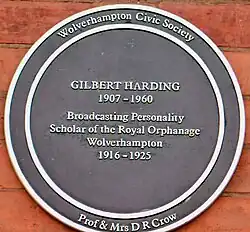 Wolverhampton Civic Society
GILBERT HARDING
1907 - 1960
Broadcasting Personality
Scholar of the Royal Orphanage
Wolverhampton
1916 - 1925
Prof & Mrs D R Crow